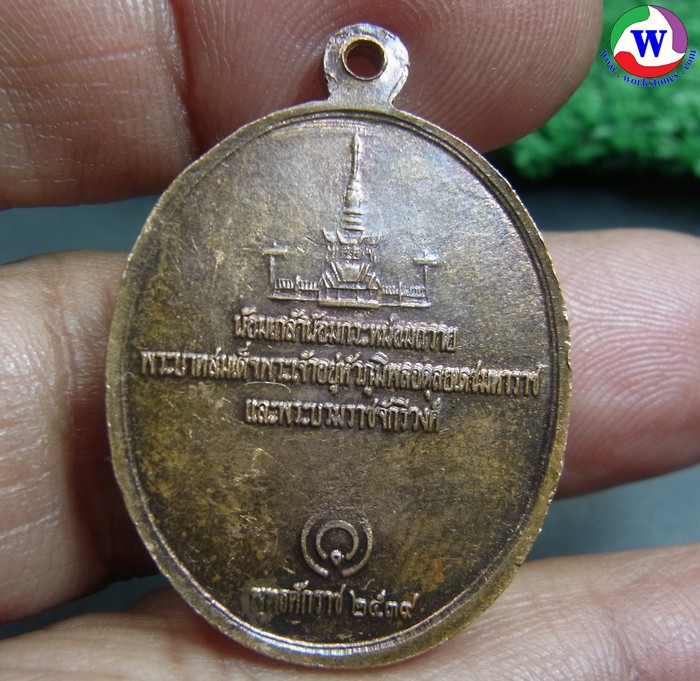 W
www.workstones.com
น้อมเกล้าน้อมกระหม่อมถวาย
พระบาทสมเด็จพระเจ้าอยู่หัวภูมิพลอดุลยเดชมหาราช
และพระบรมราชจักรีวงศ์
พุทธศักราช ๒๕๓๙